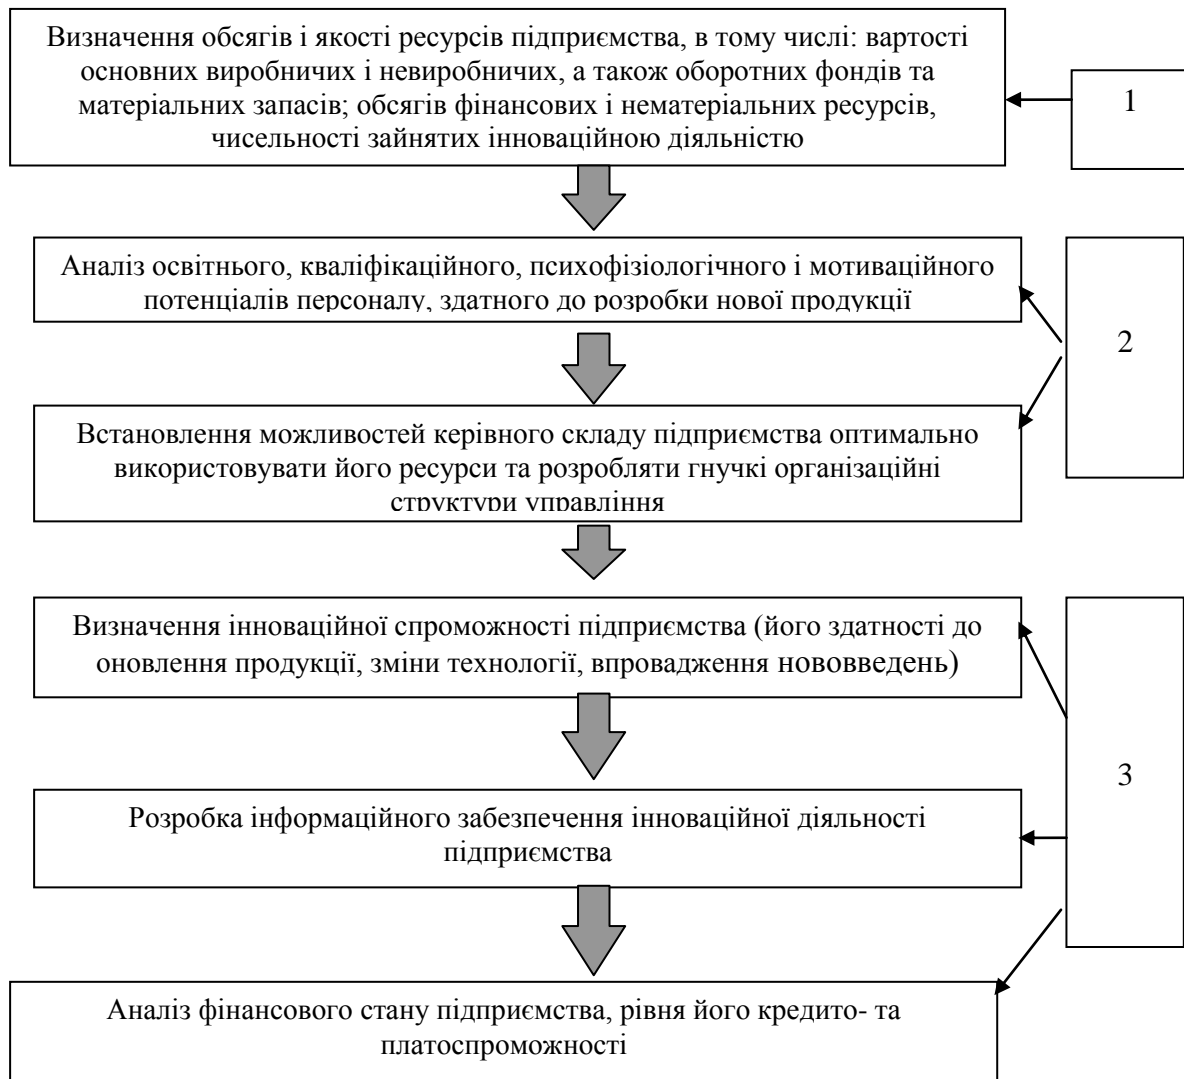 Визначення обсягів і якості ресурсів підприємства, в тому числі: вартості
основних виробничих і невиробничих, а також оборотних фондів та
матеріальних запасів; обсягів фінансових і нематеріальних ресурсів,
чисельності зайнятих інноваційною діяльністю
1
Аналіз освітнього, кваліфікаційного, психофізіологічного і мотиваційного
потенціалів персоналу, здатного до розробки нової продукції
2
Встановлення можливостей керівного складу підприємства оптимально
використовувати його ресурси та розробляти гнучкі організаційні
структури управління
Визначення інноваційної спроможності підприємства (його здатності до
оновлення продукції, зміни технології, впровадження нововведень)
3
Розробка інформаційного забезпечення інноваційної діяльності
підприємства
Аналіз фінансового стану підприємства, рівня його кредито- та
платоспроможності